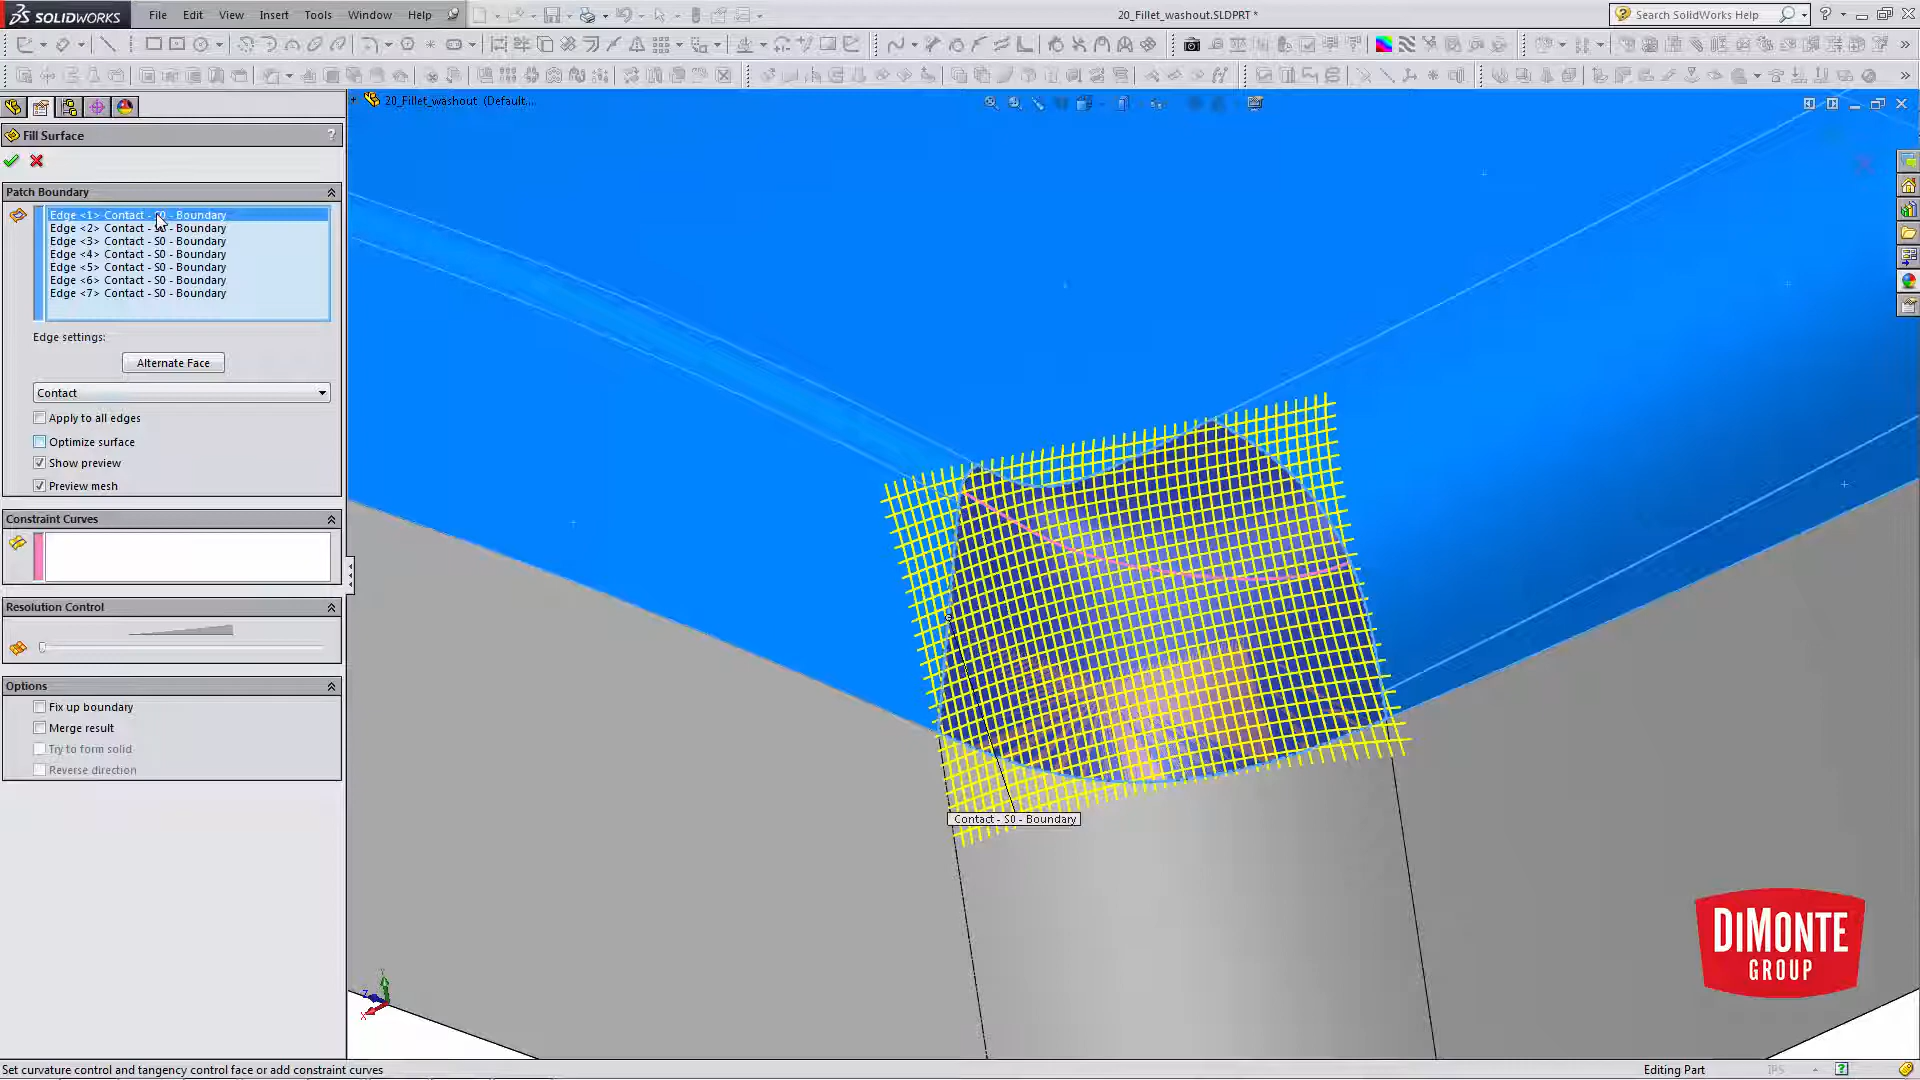 SOLIDWORKS
File Edit View Insert Tools Window Help
20_Fillet_washout.SLDPRT *
Search SolidWorks Help
20_Fillet_washout (Default...
Fill Surface
?
Patch Boundary
Edge <1> Contact - S0 - Boundary
Edge <2> Contact - S0 - Boundary
Edge <3> Contact - S0 - Boundary
Edge <4> Contact - S0 - Boundary
Edge <5> Contact - S0 - Boundary
Edge <6> Contact - S0 - Boundary
Edge <7> Contact - S0 - Boundary
Edge settings:
Alternate Face
Contact
Apply to all edges
Optimize surface
Show preview
Preview mesh
Constraint Curves
Resolution Control
Options
Fix up boundary
Merge result
Try to form solid
Reverse direction
Contact - S0 - Boundary
DIMONTE
GROUP
Set curvature control and tangency control face or add constraint curves
Editing Part